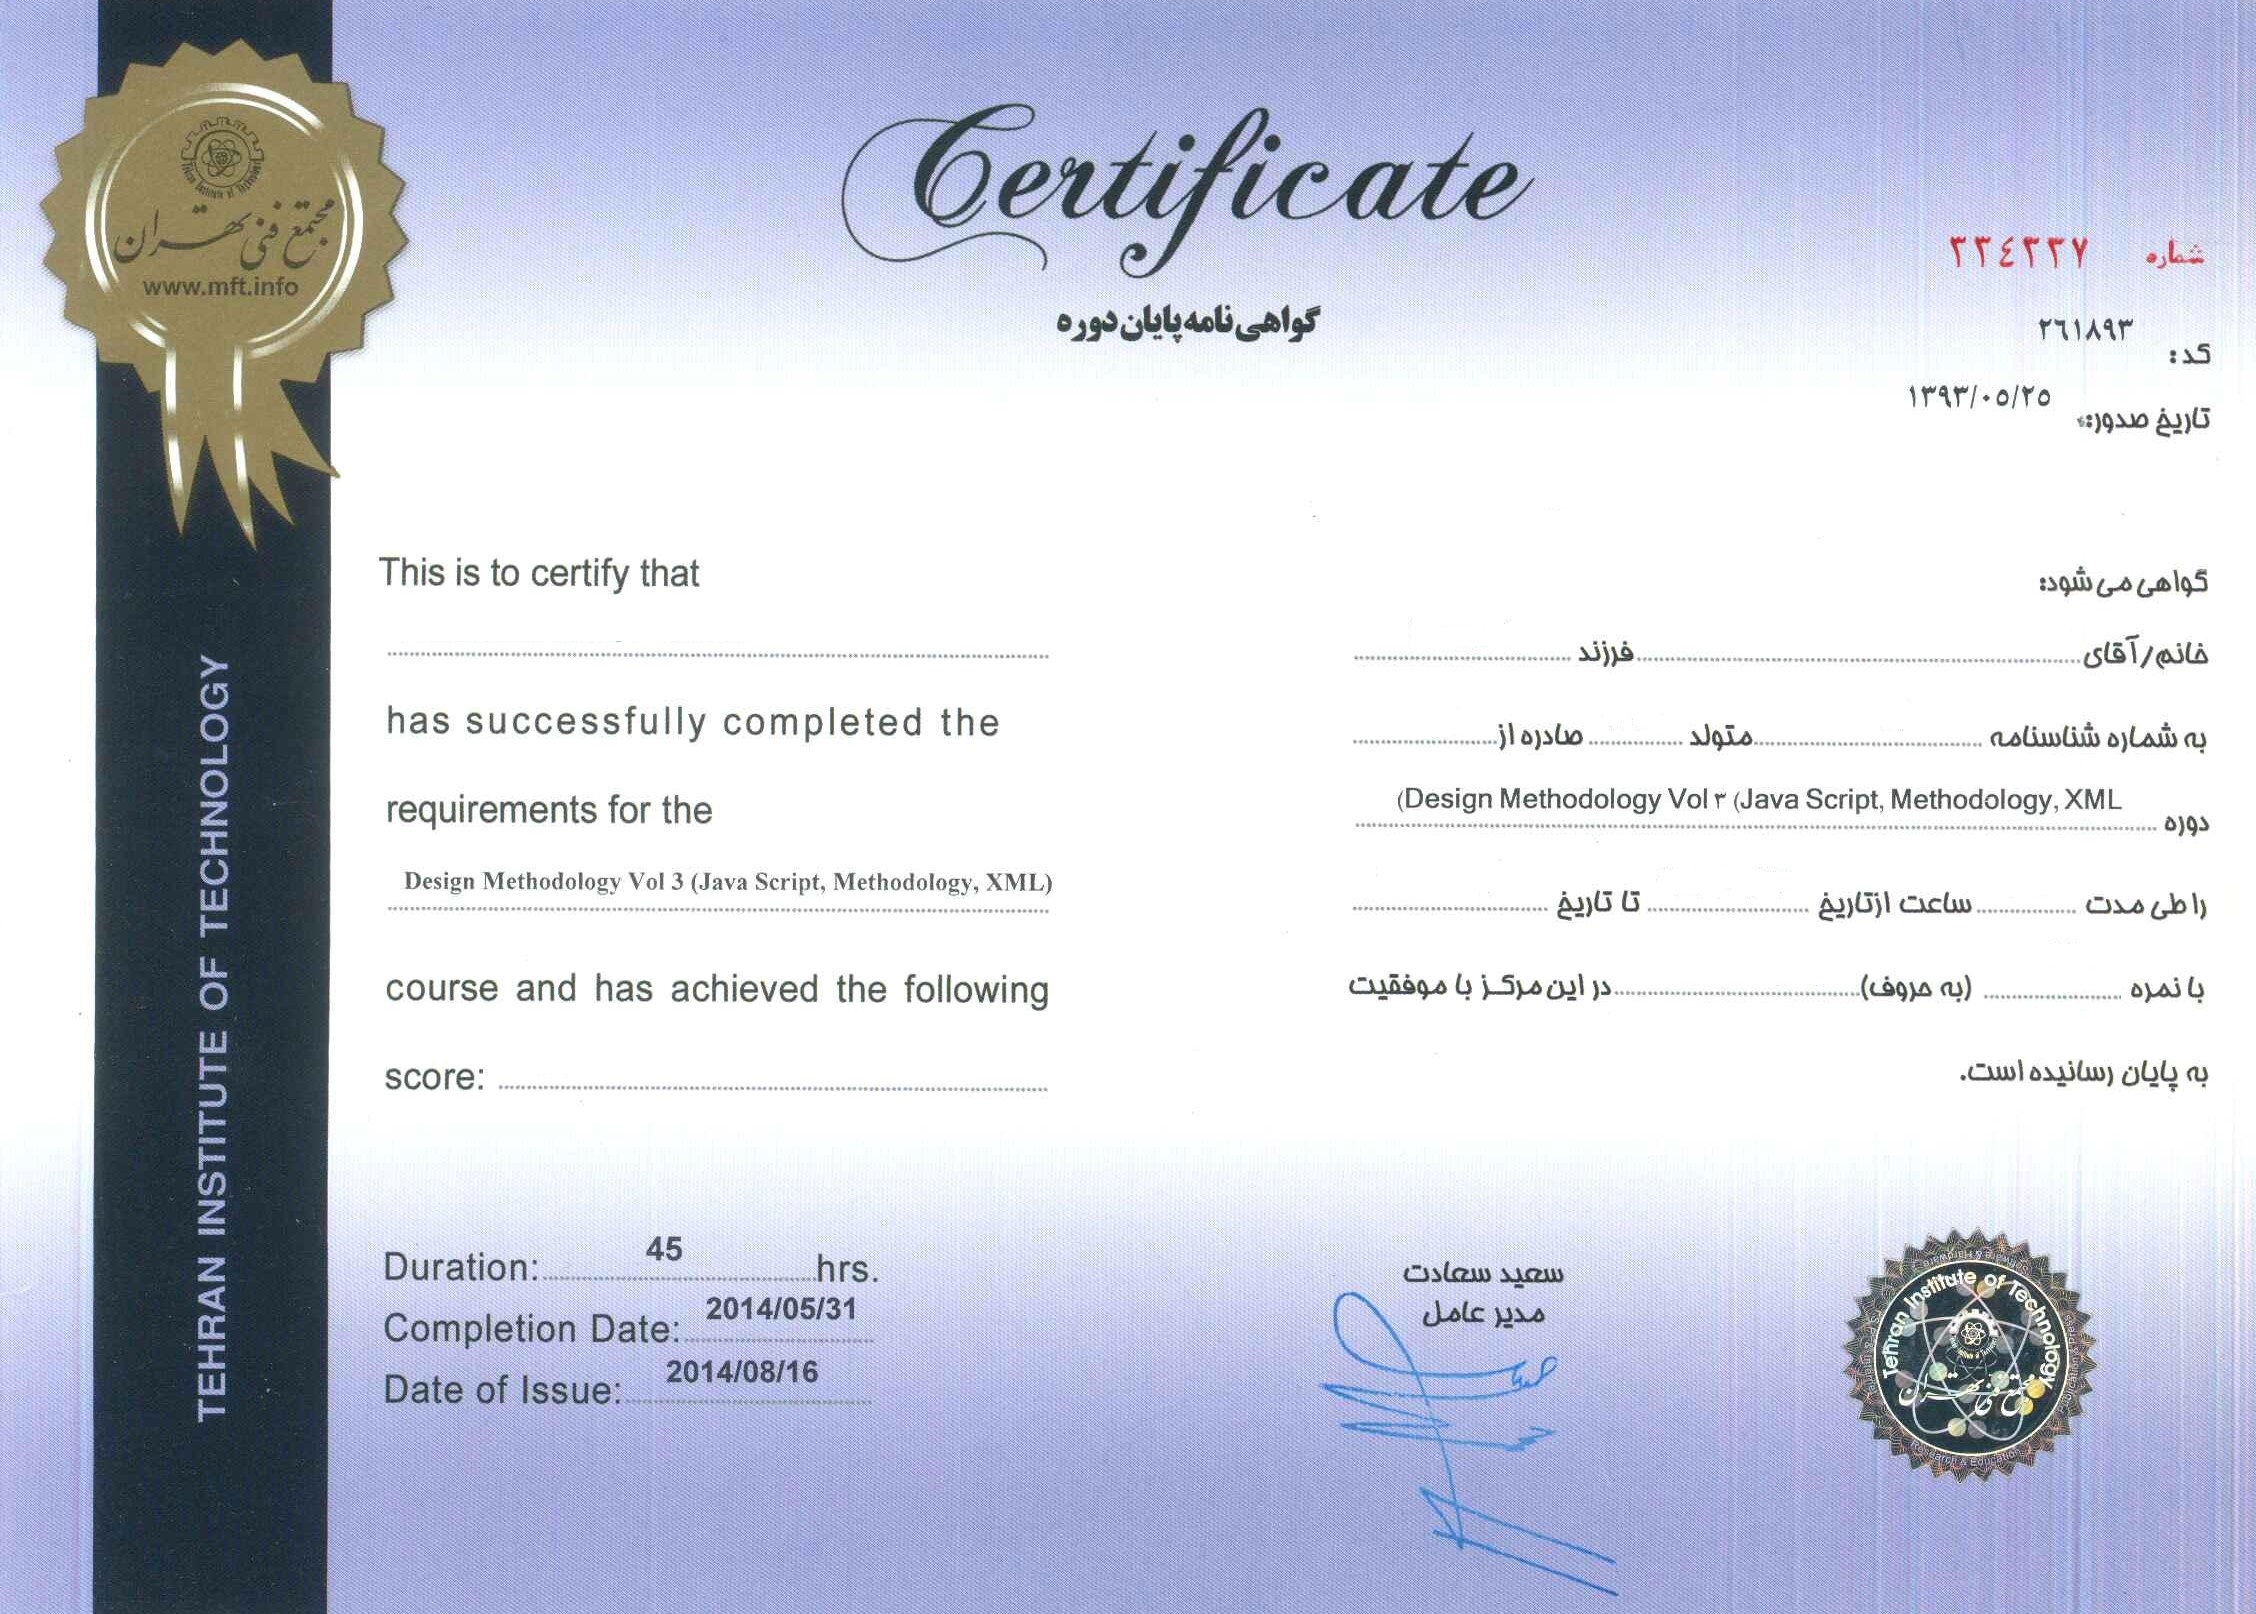 مجتمع فنی تهران
www.mft.info
TEHRAN INSTITUTE OF TECHNOLOGY
Certificate
گواهی نامه پایان دوره
شماره ٢٢٤٢٢٧
کد: ۲۶۱۸۹۳
تاریخ صدور: ۱۳۹۳/۰۵/۲۵
This is to certify that
has successfully completed the
requirements for the
Design Methodology Vol 3 (Java Script, Methodology, XML)
course and has achieved the following
score:
Duration: 45 hrs.
Completion Date: 2014/05/31
Date of Issue: 2014/08/16
گواهی می شود:
خانم/آقای فرزند
به شماره شناسنامه متولد صادره از
(Design Methodology Vol ۳ (Java Script, Methodology, XML
دوره
را طی مدت ساعت از تاریخ تا تاریخ
با نمره (به حروف) در این مرکز با موفقیت
به پایان رسانیده است.
سعید سعادت
مدیر عامل
Tehran Institute of Technology
مجتمع فنی تهران
Research & Education